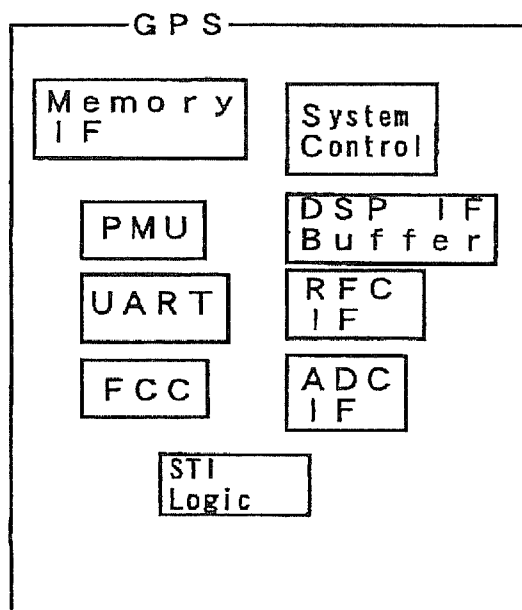 GPS
Memory
IF
System
Control
PMU
DSP IF
Buffer
UART
RFC
IF
FCC
ADC
IF
STI
Logic